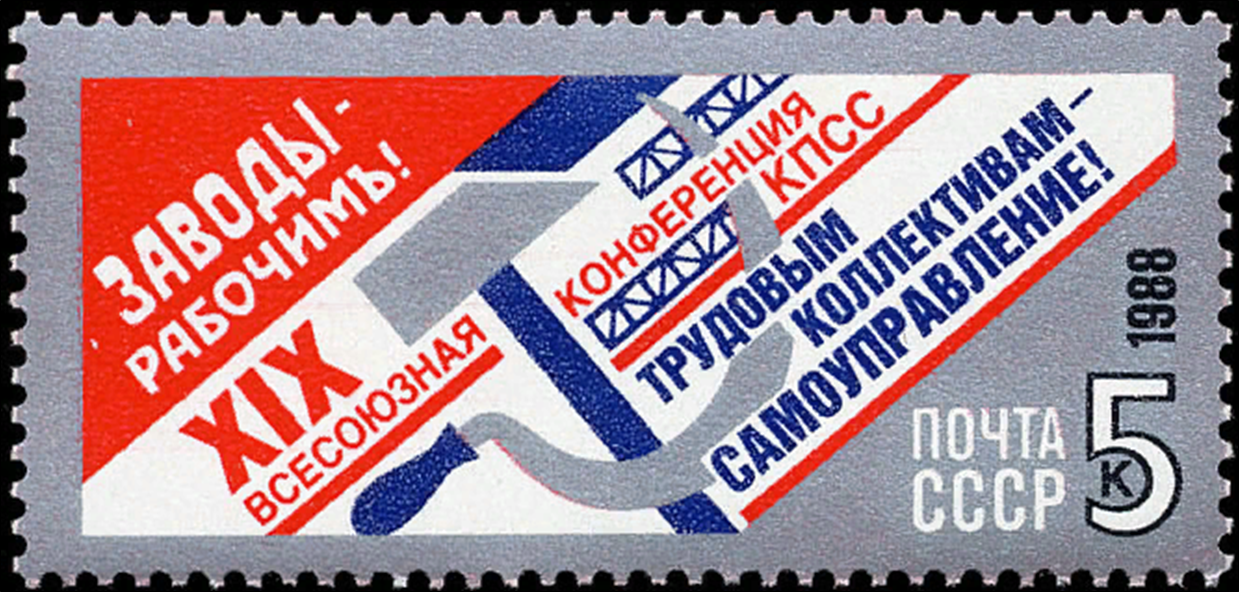 ЗАВОДЫ -
РАБОЧИМЪ!
XIX
ВСЕСОЮЗНАЯ
КОНФЕРЕНЦИЯ
КПСС
ТРУДОВЫМ
КОЛЛЕКТИВАМ –
САМОУПРАВЛЕНИЕ!
1988
ПОЧТА
СССР
5
К